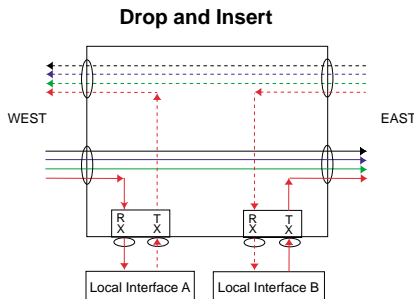 Drop and Insert
WEST
EAST
RX
TX
RX
TX
Local Interface A
Local Interface B